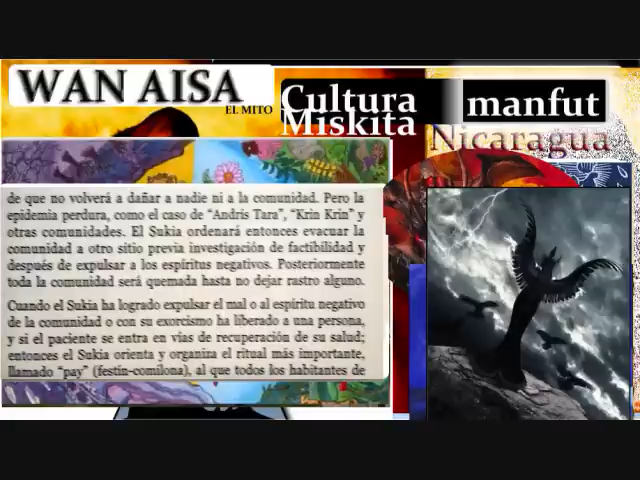 WAN AISA
EL MITO
Cultura
Miskita
manfut
Nicaragua
de que no volverá a dañar a nadie ni a la comunidad. Pero la
epidemia perdura, como el caso de "Andris Tara", "Krin Krin" y
otras comunidades. El Sukia ordenará entonces evacuar la
comunidad a otro sitio previa investigación de factibilidad y
después de expulsar a los espíritus negativos. Posteriormente
toda la comunidad será quemada hasta no dejar rastro alguno.
Cuando el Sukia ha logrado expulsar el mal o al espíritu negativo
de la comunidad o con su exorcismo ha liberado a una persona,
y si el paciente se entra en vías de recuperación de su salud;
entonces el Sukia orienta y organiza el ritual más importante,
llamado "pay" (festin-comilona), al que todos los habitantes de